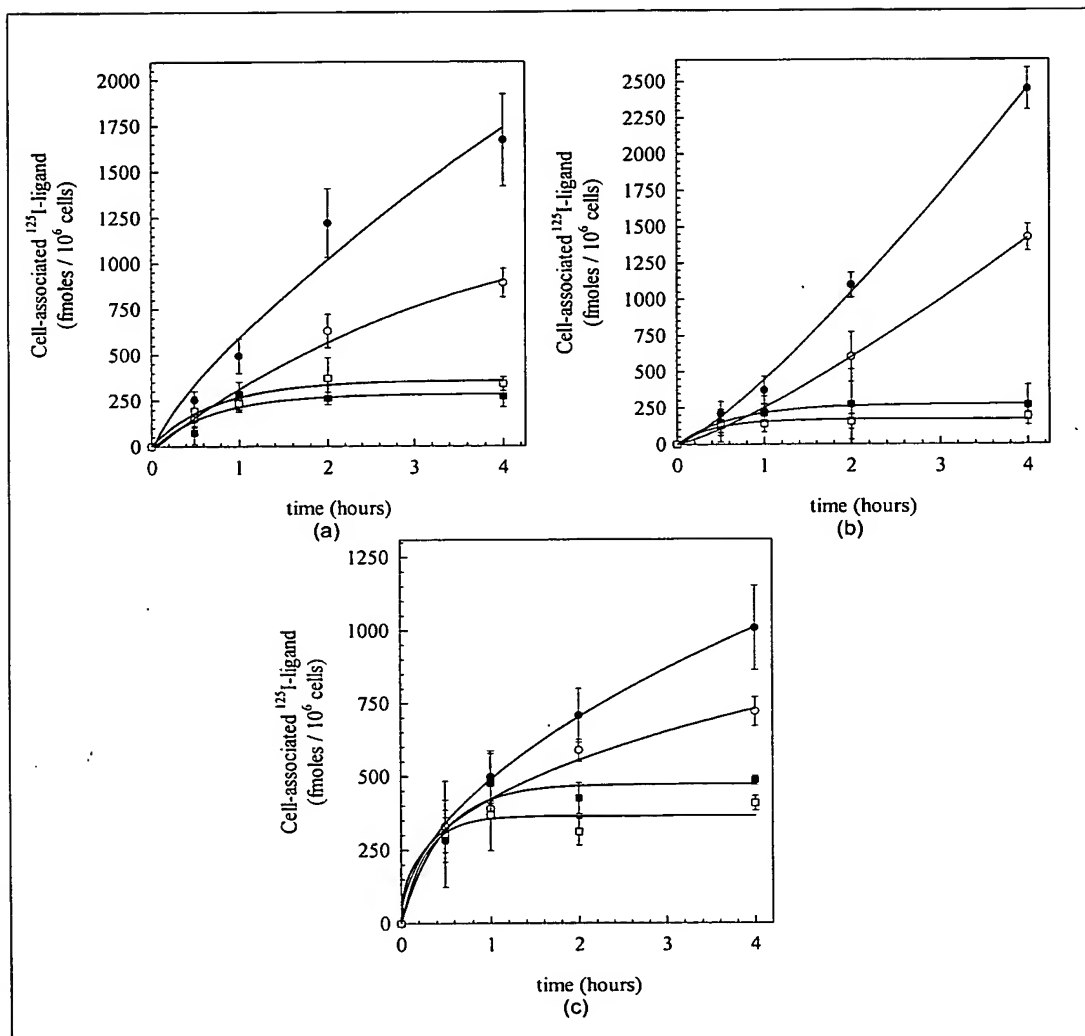 2000
1750
1500
1250
1000
750
500
250
0
Cell-associated ¹²⁵I-ligand
(fmoles / 10⁶ cells)
0 1 2 3 4
time (hours)
(a)
2500
2250
2000
1750
1500
1250
1000
750
500
250
0
Cell-associated ¹²⁵I-ligand
(fmoles / 10⁶ cells)
0 1 2 3 4
time (hours)
(b)
1250
1000
750
500
250
0
Cell-associated ¹²⁵I-ligand
(fmoles / 10⁶ cells)
0 1 2 3 4
time (hours)
(c)